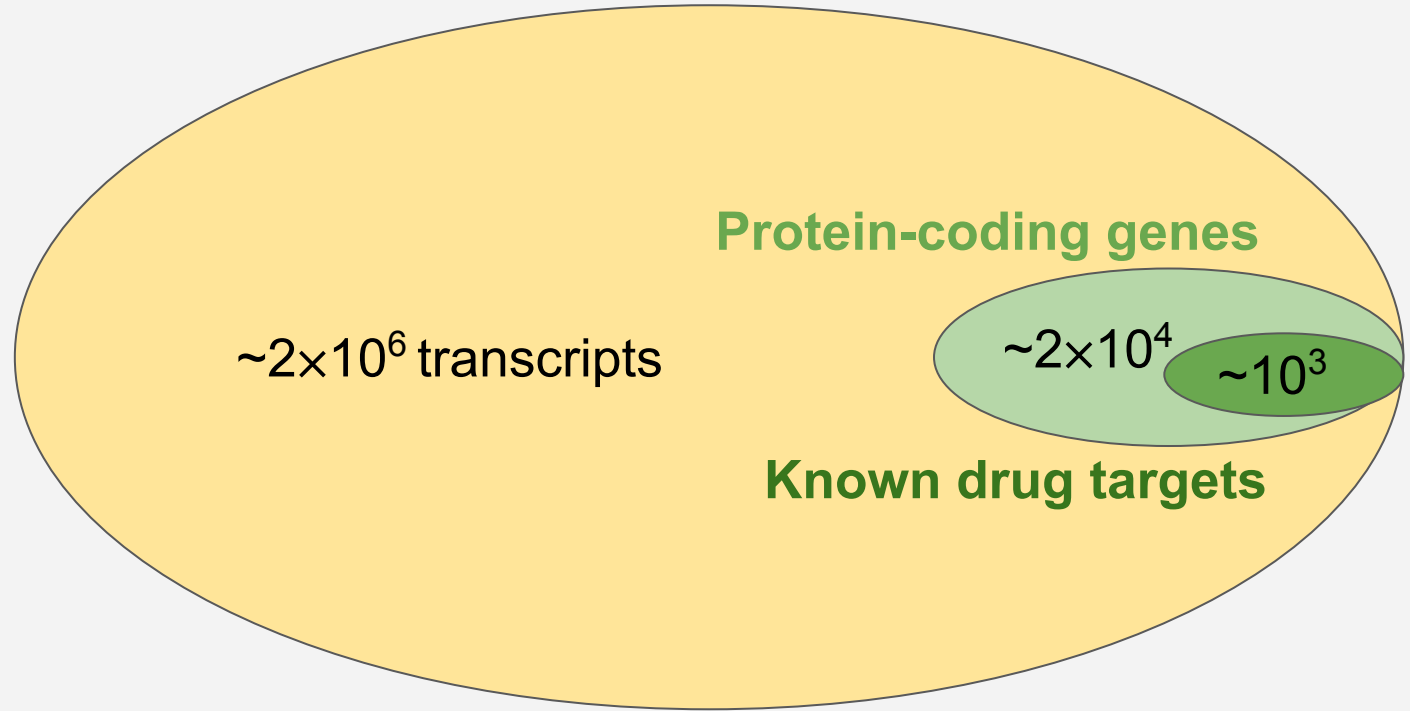 Protein-coding genes
~2×10⁶ transcripts
~2×10⁴
~10³
Known drug targets